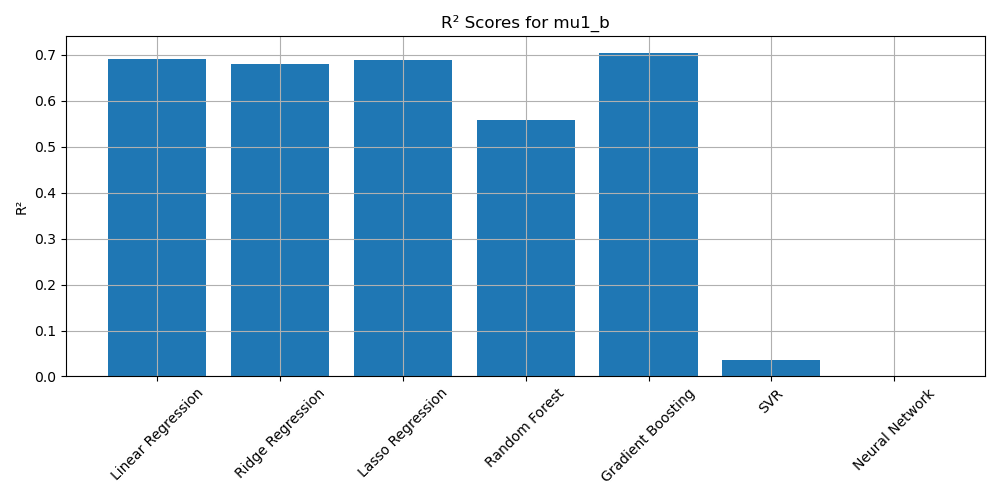 R² Scores for mu1_b
R²
0.7
0.6
0.5
0.4
0.3
0.2
0.1
0.0
Linear Regression
Ridge Regression
Lasso Regression
Random Forest
Gradient Boosting
SVR
Neural Network